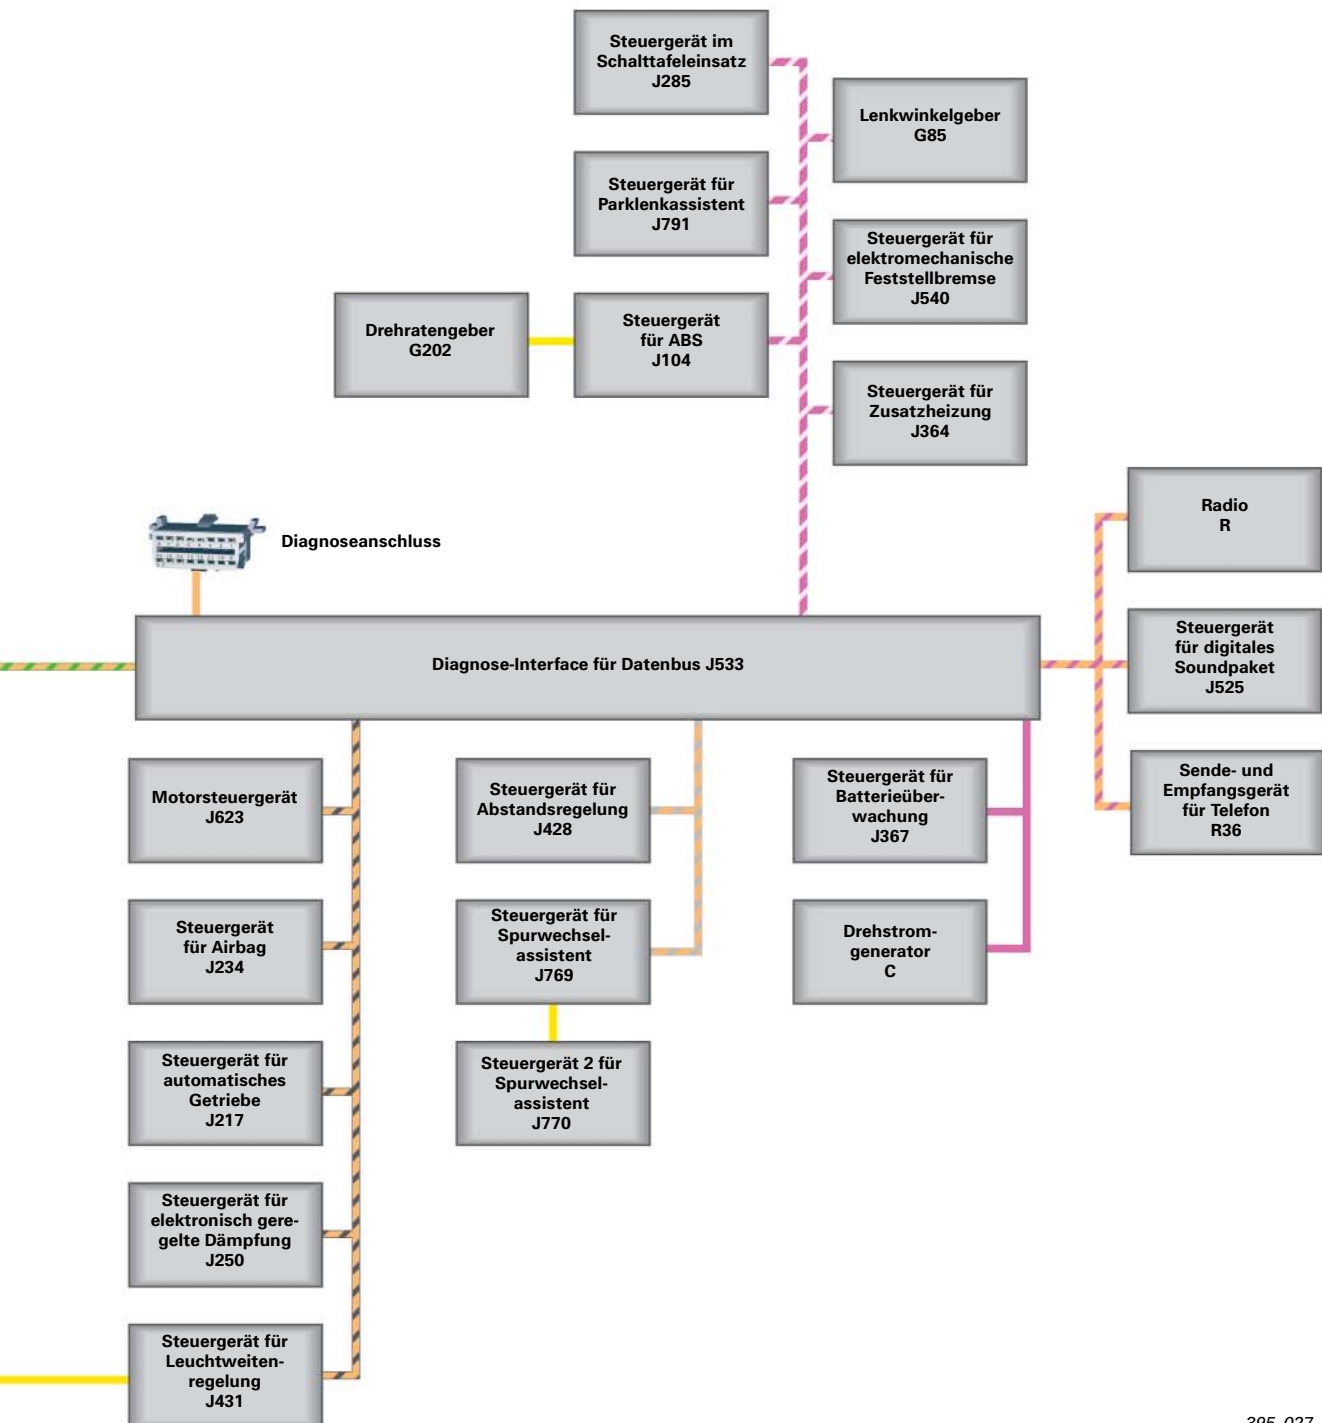 Steuergerät im
Schalttafeleinsatz
J285
Lenkwinkelgeber
G85
Steuergerät für
Parklenkassistent
J791
Steuergerät für
elektromechanische
Feststellbremse
J540
Drehratengeber
G202
Steuergerät
für ABS
J104
Steuergerät für
Zusatzheizung
J364
Diagnoseanschluss
Radio
R
Steuergerät
für digitales
Soundpaket
J525
Diagnose-Interface für Datenbus J533
Sende- und
Empfangsgerät
für Telefon
R36
Motorsteuergerät
J623
Steuergerät für
Abstandsregelung
J428
Steuergerät für
Batterieüber-
wachung
J367
Steuergerät
für Airbag
J234
Steuergerät für
Spurwechsel-
assistent
J769
Drehstrom-
generator
C
Steuergerät für
automatisches
Getriebe
J217
Steuergerät 2 für
Spurwechsel-
assistent
J770
Steuergerät für
elektronisch gere-
gelte Dämpfung
J250
Steuergerät für
Leuchtweiten-
regelung
J431